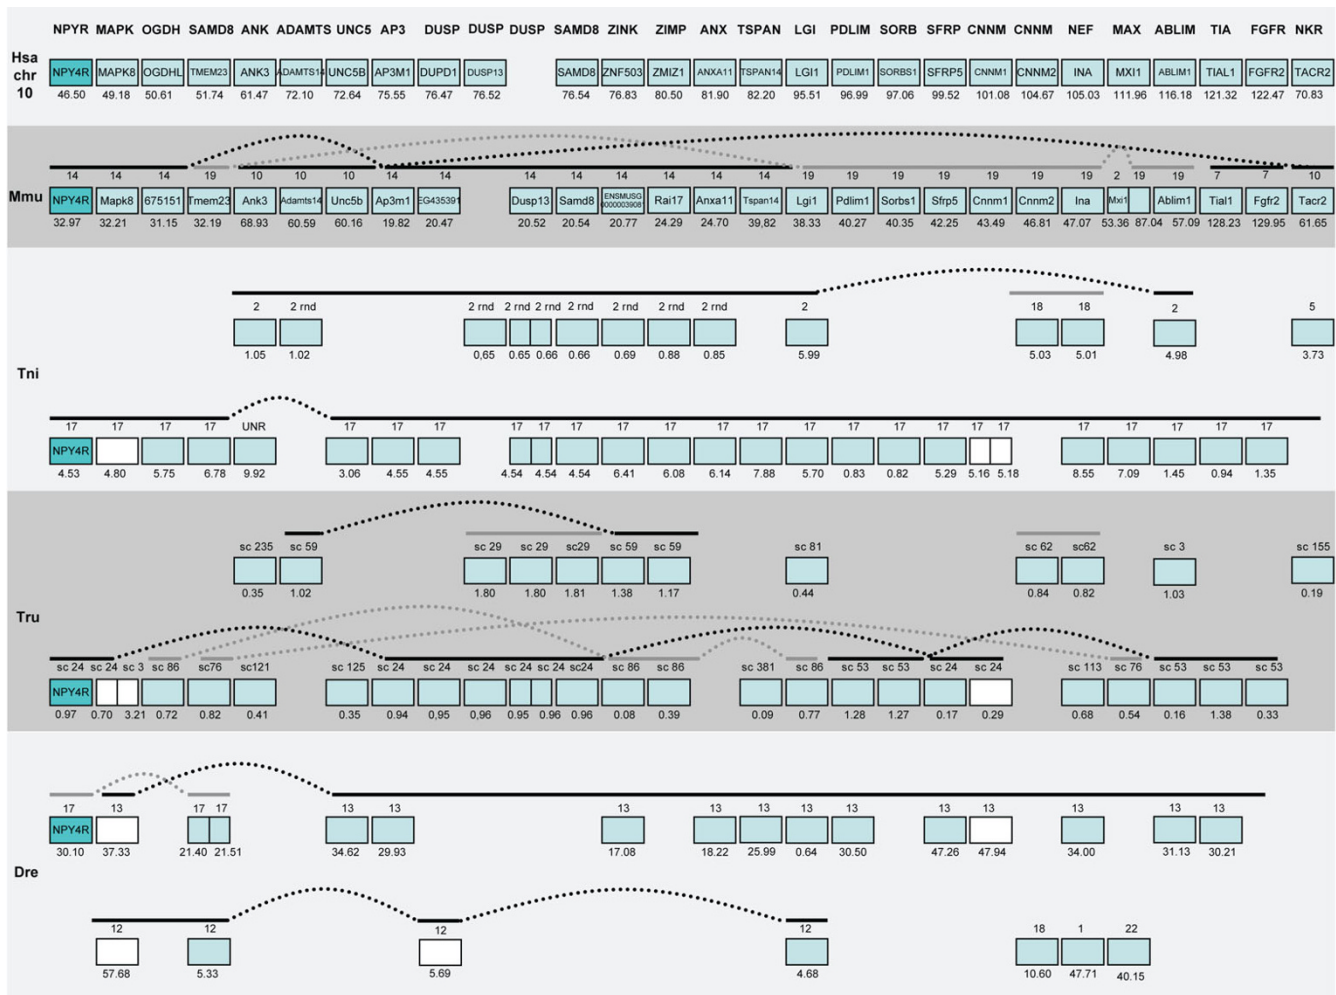 NPYR MAPK OGDH SAMD8 ANK ADAMTS UNC5 AP3 DUSP DUSP DUSP SAMD8 ZINK ZIMP ANX TSPAN LGI PDLIM SORB SFRP CNNM CNNM NEF MAX ABLIM TIA FGFR NKR
Hsa
chr
10
NPY4R MAPK8 OGDHL TMEM23 ANK3 ADAMTS14 UNC5B AP3M1 DUPD1 DUSP13 SAMD8 ZNF503 ZMIZ1 ANXA11 TSPAN14 LGI1 PDLIM1 SORBS1 SFRP5 CNNM1 CNNM2 INA MXI1 ABLIM1 TIAL1 FGFR2 TACR2
46.50 49.18 50.61 51.74 61.47 72.10 72.64 75.55 76.47 76.52 76.54 76.83 80.50 81.90 82.20 95.51 96.99 97.06 99.52 101.08 104.67 105.03 111.96 116.18 121.32 122.47 70.83
14 14 14 19 10 10 10 14 14 14 14 14 14 14 14 19 19 19 19 19 19 19 2 19 19 7 7 10
Mmu
NPY4R Mapk8 675151 Tmem23 Ank3 Adamts14 Unc5b Ap3m1 EG435391 Dusp13 Samd8 ENSMUSG Rai17 Anxa11 Tspan14 Lgi1 Pdlim1 Sorbs1 Sfrp5 Cnnm1 Cnnm2 Ina Mxi1 Ablim1 Tial1 Fgfr2 Tacr2
32.97 32.21 31.15 32.19 68.93 60.59 60.16 19.82 20.47 20.52 20.54 20.77 24.29 24.70 39,82 38.33 40.27 40.35 42.25 43.49 46.81 47.07 53.36 87.04 57.09 128.23 129.95 61.65
2 2 rnd 2 rnd 2 rnd 2 rnd 2 rnd 2 rnd 2 rnd 2 rnd 2 18 18 2 5
1.05 1.02 0,65 0.65 0.66 0.66 0.69 0.88 0.85 5.99 5.03 5.01 4.98 3.73
Tni
17 17 17 17 UNR 17 17 17 17 17 17 17 17 17 17 17 17 17 17 17 17 17 17 17 17 17
NPY4R
4.53 4.80 5.75 6.78 9.92 3.06 4.55 4.55 4.54 4.54 4.54 6.41 6.08 6.14 7.88 5.70 0.83 0.82 5.29 5.16 5.18 8.55 7.09 1.45 0.94 1.35
sc 235 sc 59 sc 29 sc 29 sc29 sc 59 sc 59 sc 81 sc 62 sc62 sc 3 sc 155
0.35 1.02 1.80 1.80 1.81 1.38 1.17 0.44 0.84 0.82 1.03 0.19
Tru
sc 24 sc 24 sc 3 sc 86 sc76 sc121 sc 125 sc 24 sc 24 sc 24 sc 24 sc 24 sc24 sc 86 sc 86 sc 381 sc 86 sc 53 sc 53 sc 24 sc 24 sc 113 sc 76 sc 53 sc 53 sc 53
NPY4R
0.97 0.70 3.21 0.72 0.82 0.41 0.35 0.94 0,95 0,96 0.95 0.96 0.96 0.08 0.39 0.09 0.77 1.28 1.27 0.17 0.29 0.68 0.54 0.16 1.38 0.33
17 13 17 17 13 13 13 13 13 13 13 13 13 13 13 13
NPY4R
30.10 37.33 21.40 21.51 34.62 29.93 17.08 18.22 25.99 0.64 30.50 47.26 47.94 34.00 31.13 30.21
Dre
12 12 12 12 18 1 22
57.68 5.33 5.69 4.68 10.60 47.71 40.15